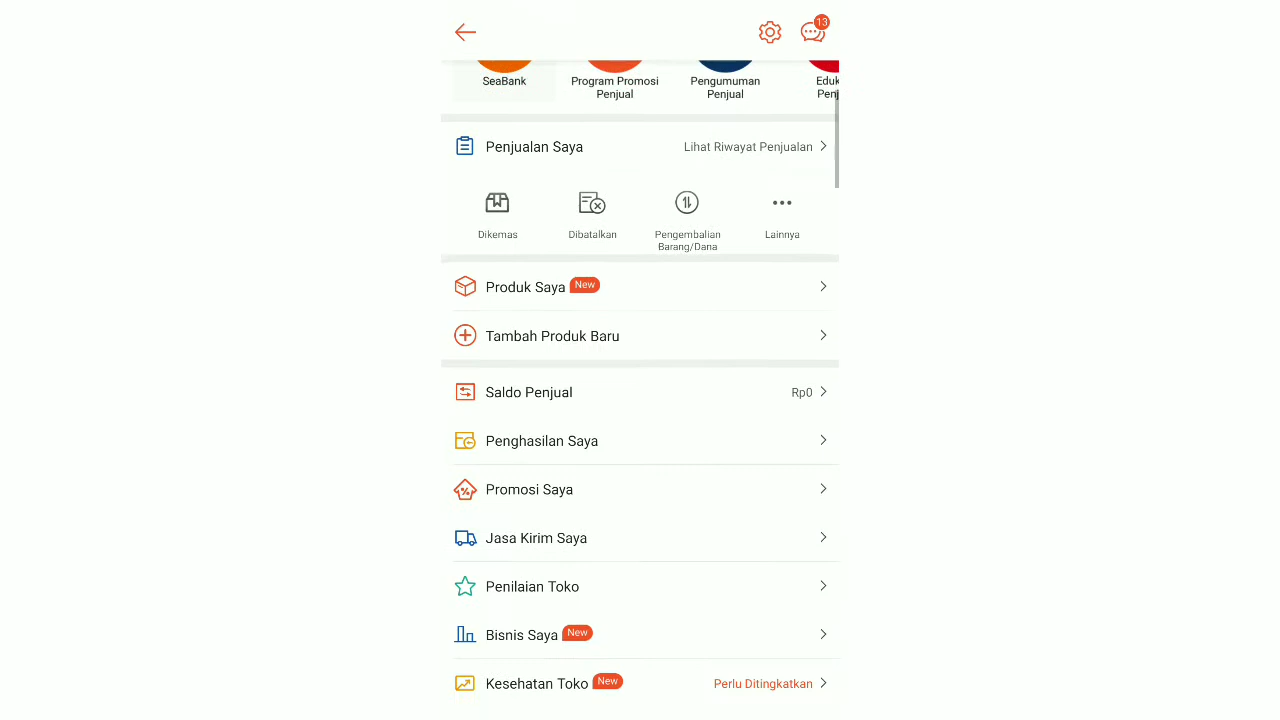 13
SeaBank
Program Promosi
Penjual
Pengumuman
Penjual
Eduk
Penj
Penjualan Saya
Lihat Riwayat Penjualan
Dikemas
Dibatalkan
Pengembalian
Barang/Dana
Lainnya
Produk Saya New
Tambah Produk Baru
Saldo Penjual Rp0
Penghasilan Saya
Promosi Saya
Jasa Kirim Saya
Penilaian Toko
Bisnis Saya New
Kesehatan Toko New Perlu Ditingkatkan